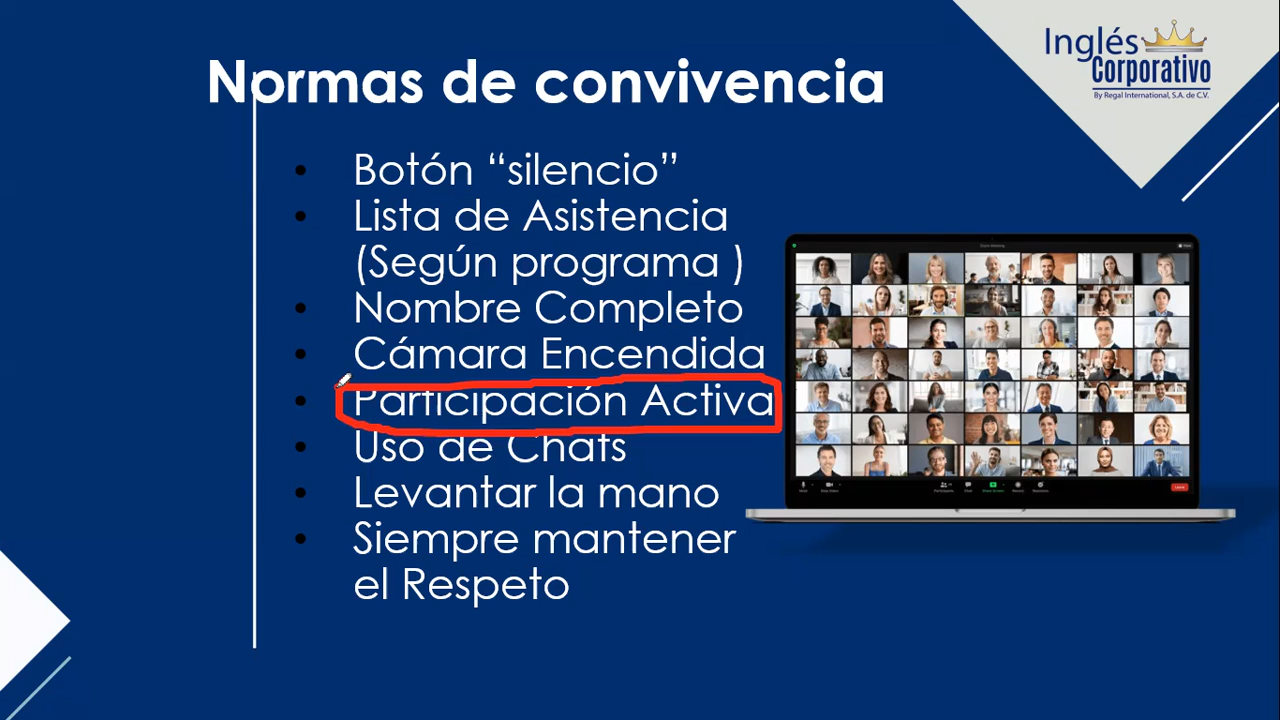 Inglés
Corporativo
By Regal International, S.A. de C.V.
Normas de convivencia
• Botón “silencio”
• Lista de Asistencia
(Según programa )
• Nombre Completo
• Cámara Encendida
• Participación Activa
• Uso de Chats
• Levantar la mano
• Siempre mantener
el Respeto